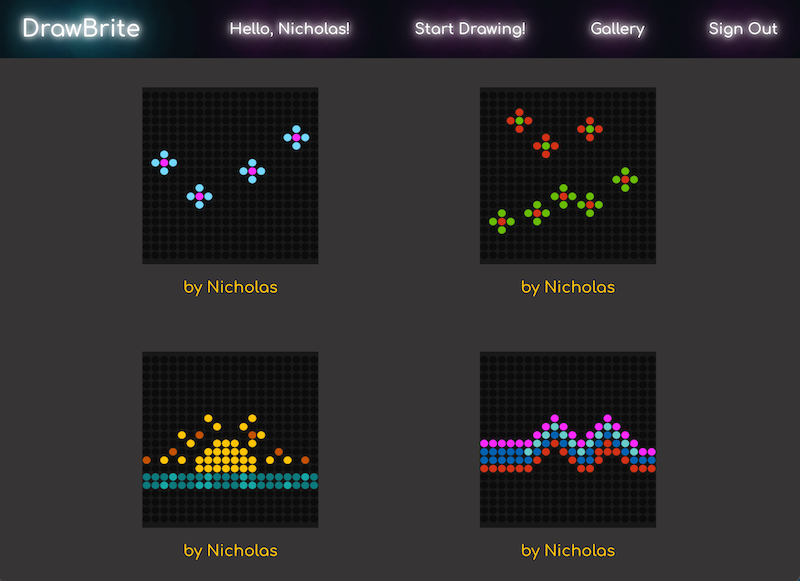 DrawBrite
Hello, Nicholas!
Start Drawing!
Gallery
Sign Out
by Nicholas
by Nicholas
by Nicholas
by Nicholas